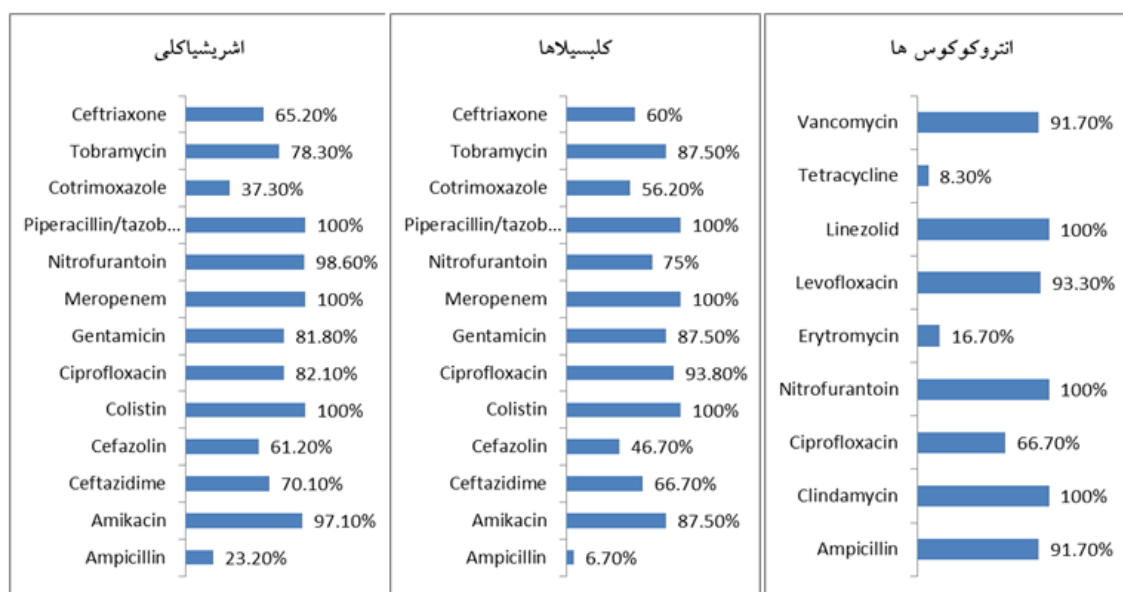 اشریشیاکلی
Ceftriaxone 65.20%
Tobramycin 78.30%
Cotrimoxazole 37.30%
Piperacillin/tazob... 100%
Nitrofurantoin 98.60%
Meropenem 100%
Gentamicin 81.80%
Ciprofloxacin 82.10%
Colistin 100%
Cefazolin 61.20%
Ceftazidime 70.10%
Amikacin 97.10%
Ampicillin 23.20%
کلبسیلاها
Ceftriaxone 60%
Tobramycin 87.50%
Cotrimoxazole 56.20%
Piperacillin/tazob... 100%
Nitrofurantoin 75%
Meropenem 100%
Gentamicin 87.50%
Ciprofloxacin 93.80%
Colistin 100%
Cefazolin 46.70%
Ceftazidime 66.70%
Amikacin 87.50%
Ampicillin 6.70%
انتروکوکوس ها
Vancomycin 91.70%
Tetracycline 8.30%
Linezolid 100%
Levofloxacin 93.30%
Erytromycin 16.70%
Nitrofurantoin 100%
Ciprofloxacin 66.70%
Clindamycin 100%
Ampicillin 91.70%